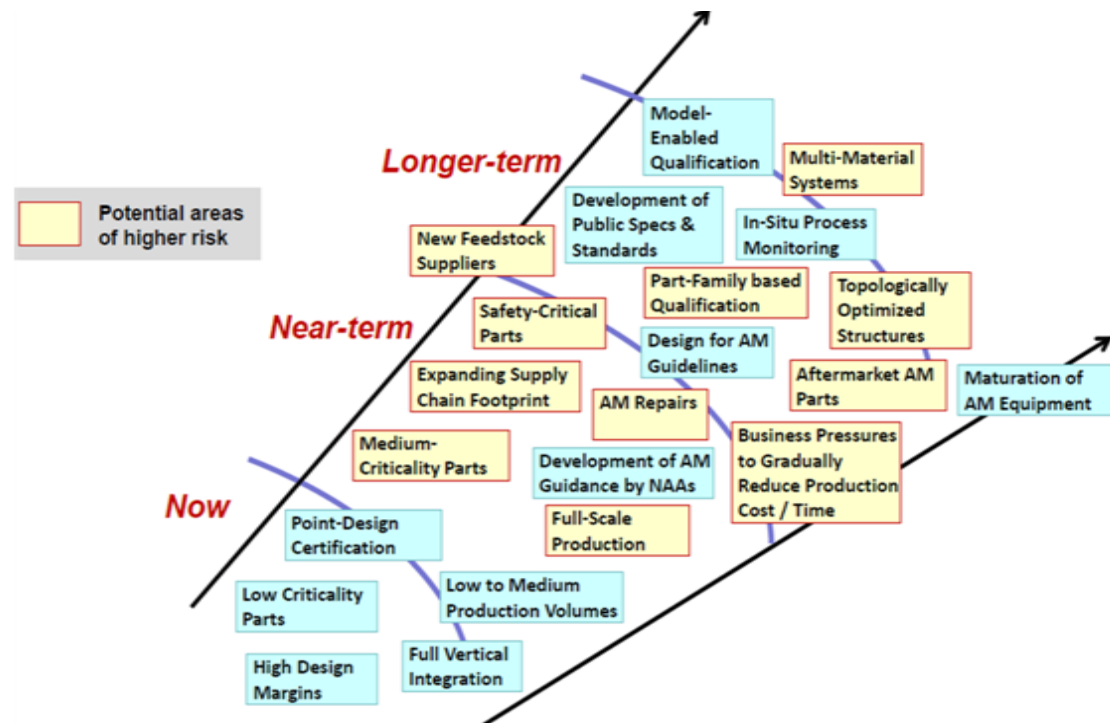 Model-
Enabled
Qualification
Longer-term
Multi-Material
Systems
Potential areas
of higher risk
Development of
Public Specs &
Standards
In-Situ Process
Monitoring
New Feedstock
Suppliers
Part-Family based
Qualification
Topologically
Optimized
Structures
Near-term
Safety-Critical
Parts
Design for AM
Guidelines
Expanding Supply
Chain Footprint
AM Repairs
Aftermarket AM
Parts
Maturation of
AM Equipment
Medium-
Criticality Parts
Development of AM
Guidance by NAAs
Business Pressures
to Gradually
Reduce Production
Cost / Time
Now
Point-Design
Certification
Full-Scale
Production
Low Criticality
Parts
Low to Medium
Production Volumes
High Design
Margins
Full Vertical
Integration